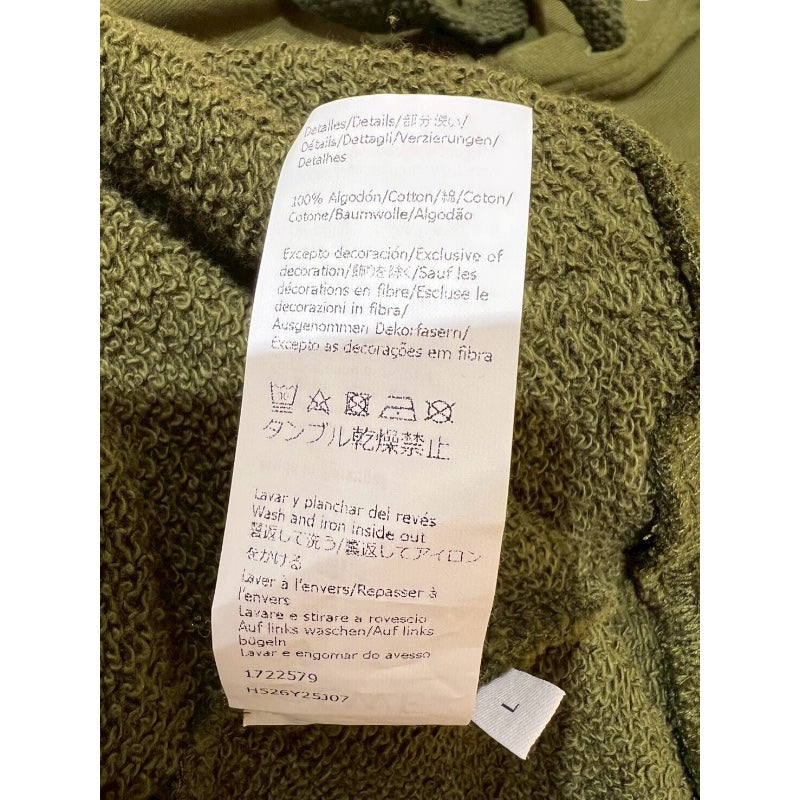 Detalles/Details/部分使い/
Détails/Dettagli/Verzierungen/
Detalhes
100% Algodón/Cotton/綿/Coton/
Cotone/Baumwolle/Algodão
Excepto decoración/Exclusive of
decoration/飾りを除く/Sauf les
décorations en fibre/Escluse le
decorazioni in fibra/
Ausgenommen Dekorfasern/
Excepto as decorações em fibra
タンブル乾燥禁止
Lavar y planchar del revés
Wash and iron inside out
裏返して洗う/裏返してアイロン
をかける
Laver à l'envers/Repasser à
l'envers
Lavare e stirare a rovescio
Auf links waschen/Auf links
bügeln
Lavar e engomar do avesso
1722579
H526Y25J07
L